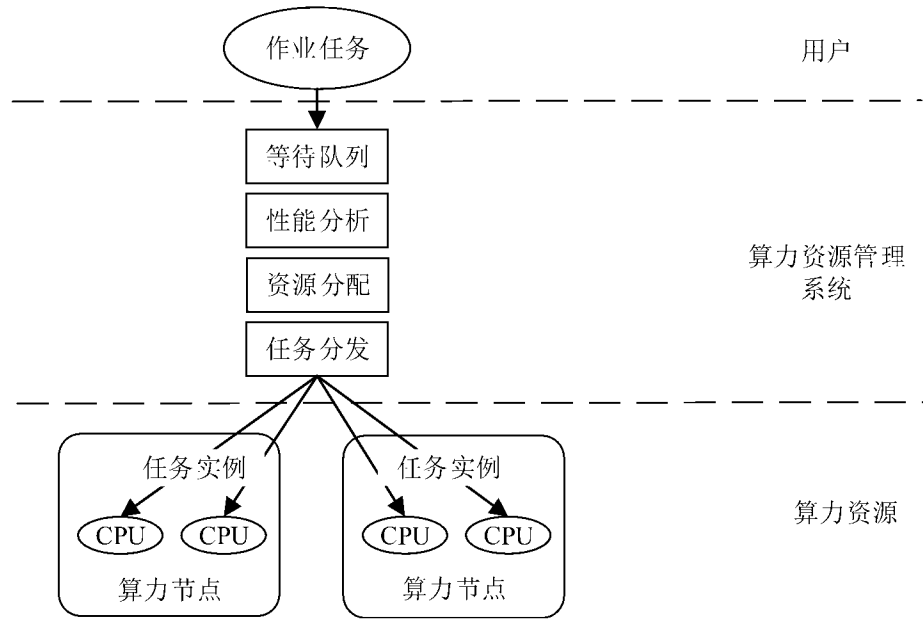 作业任务
用户
等待队列
性能分析
资源分配
任务分发
算力资源管理
系统
任务实例
任务实例
CPU
CPU
CPU
CPU
算力资源
算力节点
算力节点